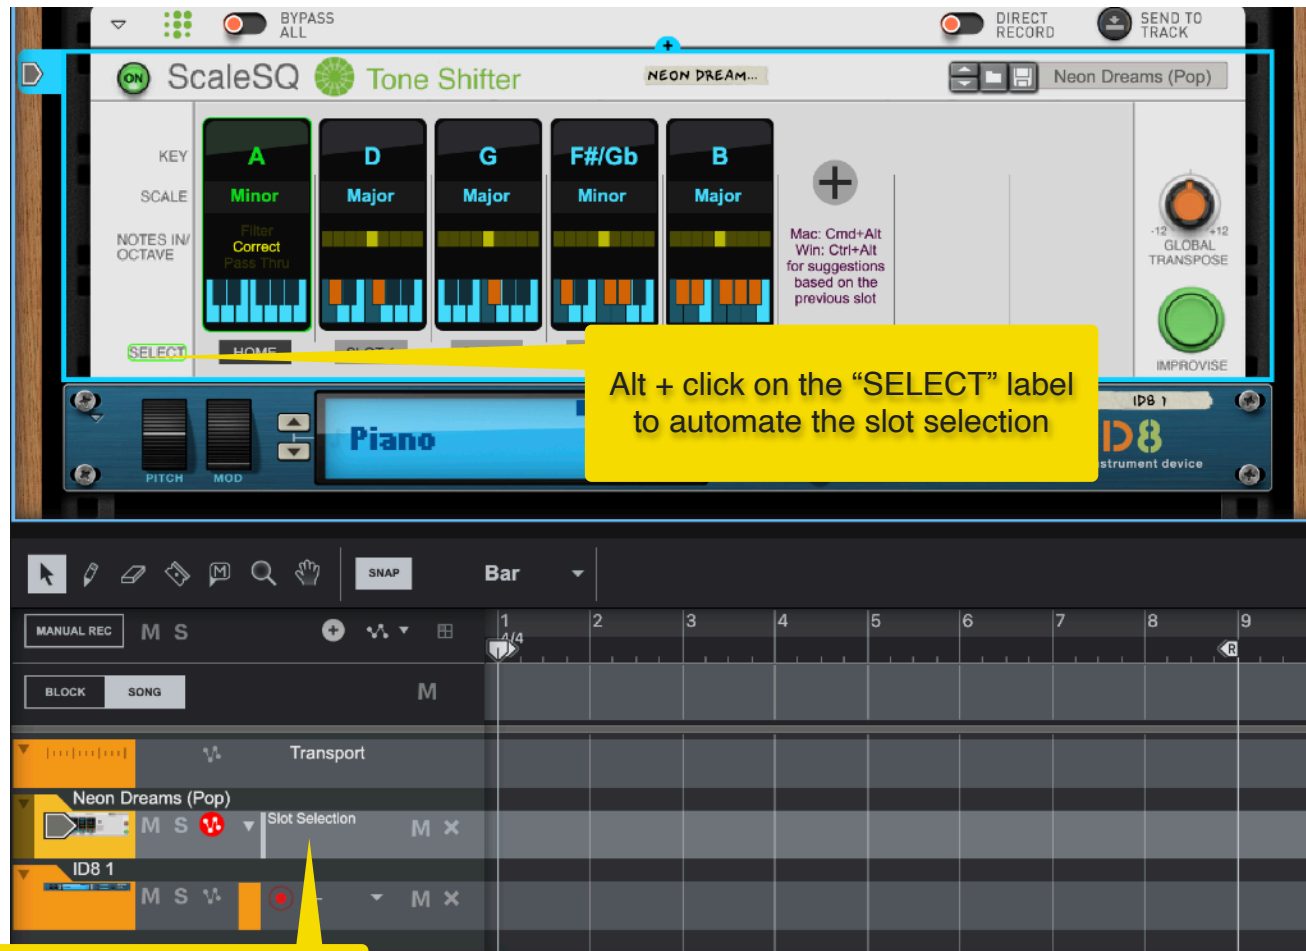 BYPASS
ALL
DIRECT
RECORD
SEND TO
TRACK
ON
ScaleSQ
Tone Shifter
NEON DREAM...
Neon Dreams (Pop)
KEY
A
D
G
F#/Gb
B
SCALE
Minor
Major
Major
Minor
Major
NOTES IN/
OCTAVE
Filter
Correct
Pass Thru
Mac: Cmd+Alt
Win: Ctrl+Alt
for suggestions
based on the
previous slot
-12
+12
GLOBAL
TRANSPOSE
SELECT
HOME
IMPROVISE
Alt + click on the “SELECT” label
to automate the slot selection
PITCH
MOD
Piano
ID8 1
D8
strument device
SNAP
Bar
MANUAL REC
M S
1
2
3
4
5
6
7
8
9
4/4
R
BLOCK
SONG
M
Transport
Neon Dreams (Pop)
M S
Slot Selection
M
ID8 1
M S
M